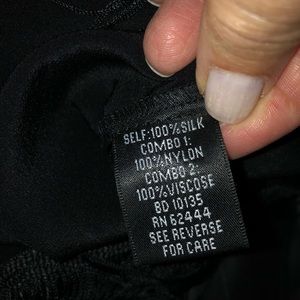 SELF:100%SILK
COMBO 1:
100%NYLON
COMBO 2:
100%VISCOSE
BD 10135
RN 62444
SEE REVERSE
FOR CARE